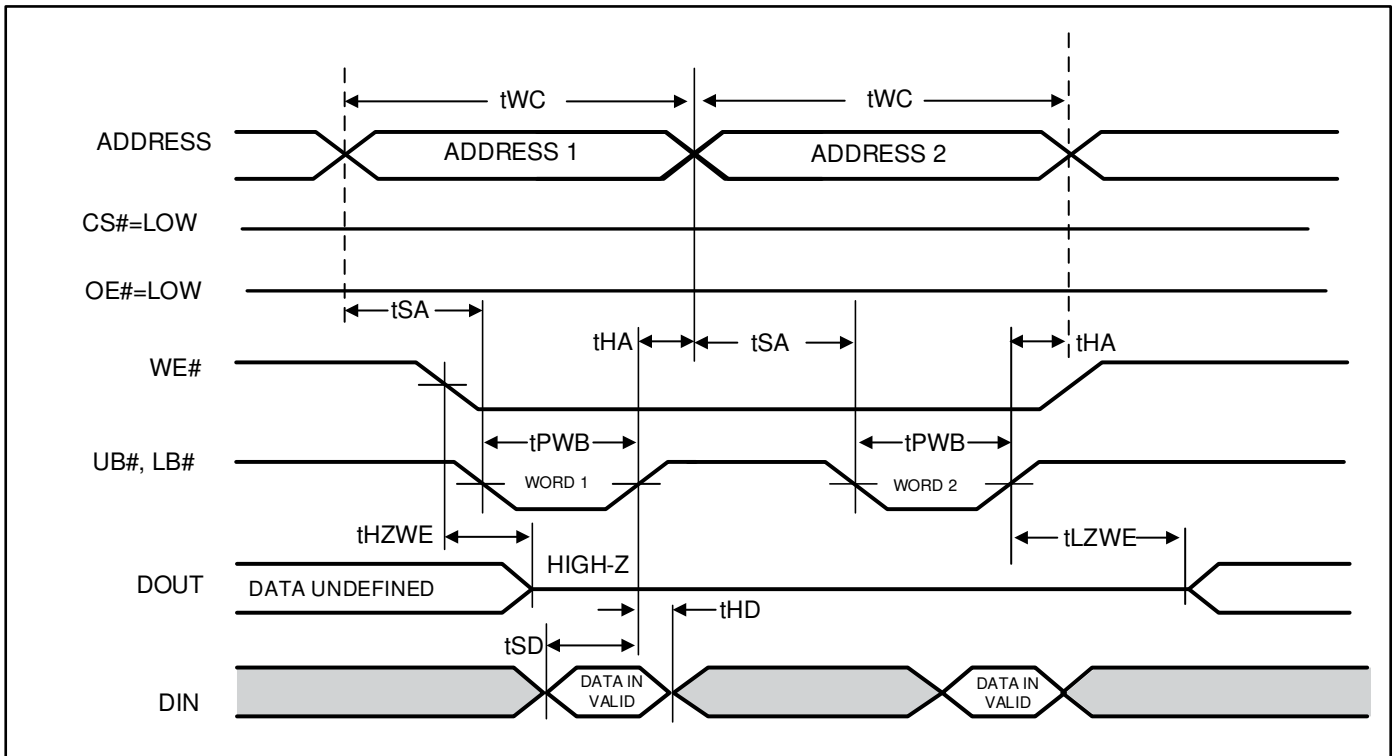 tWC
tWC
ADDRESS
ADDRESS 1
ADDRESS 2
CS#=LOW
OE#=LOW
tSA
tHA
tSA
tHA
WE#
tPWB
tPWB
UB#, LB#
WORD 1
WORD 2
tHZWE
tLZWE
HIGH-Z
DOUT
DATA UNDEFINED
tHD
tSD
DIN
DATA IN
VALID
DATA IN
VALID